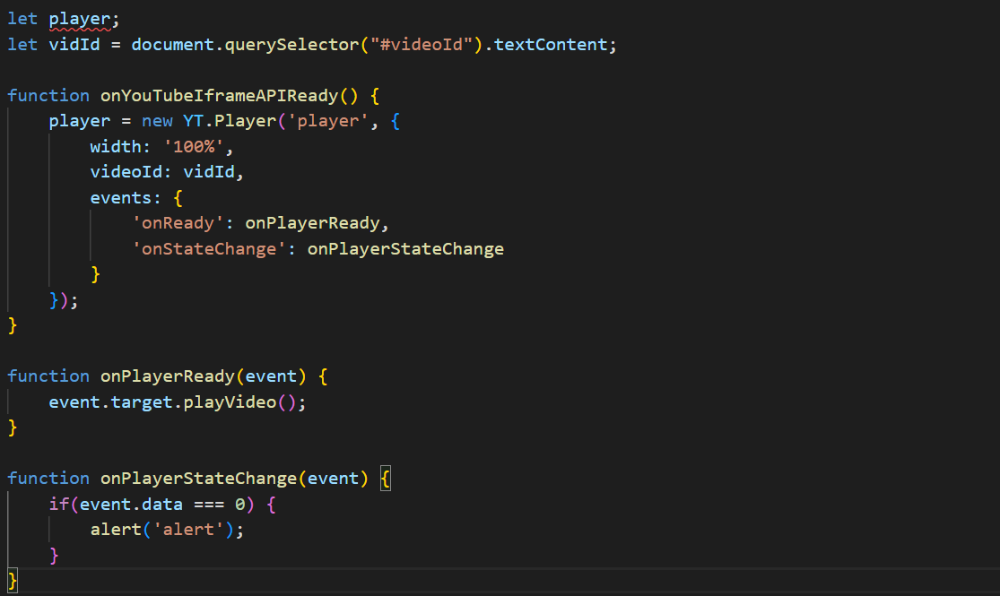 let player;
let vidId = document.querySelector("#videoId").textContent;

function onYouTubeIframeAPIReady() {
    player = new YT.Player('player', {
        width: '100%',
        videoId: vidId,
        events: {
            'onReady': onPlayerReady,
            'onStateChange': onPlayerStateChange
        }
    });
}

function onPlayerReady(event) {
    event.target.playVideo();
}

function onPlayerStateChange(event) {
    if(event.data === 0) {
        alert('alert');
    }
}